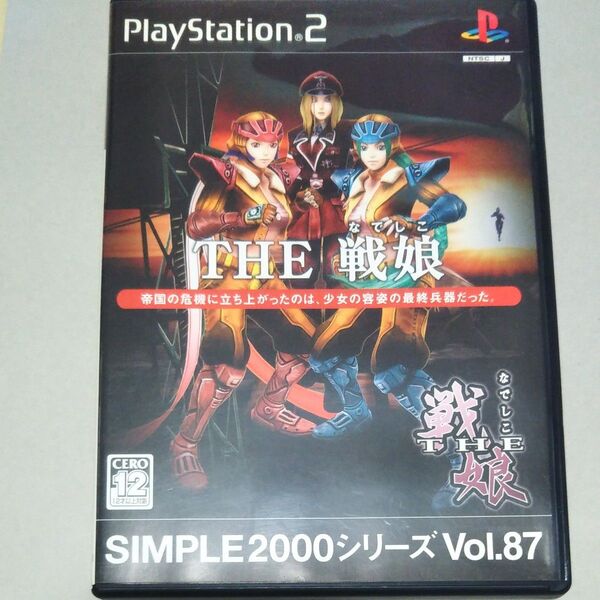 PlayStation®2
NTSC J
なでしこ
THE 戦娘
帝国の危機に立ち上がったのは、少女の容姿の最終兵器だった。
なでしこ
戦
THE
娘
CERO
12
12才以上対象
SIMPLE2000シリーズ Vol.87